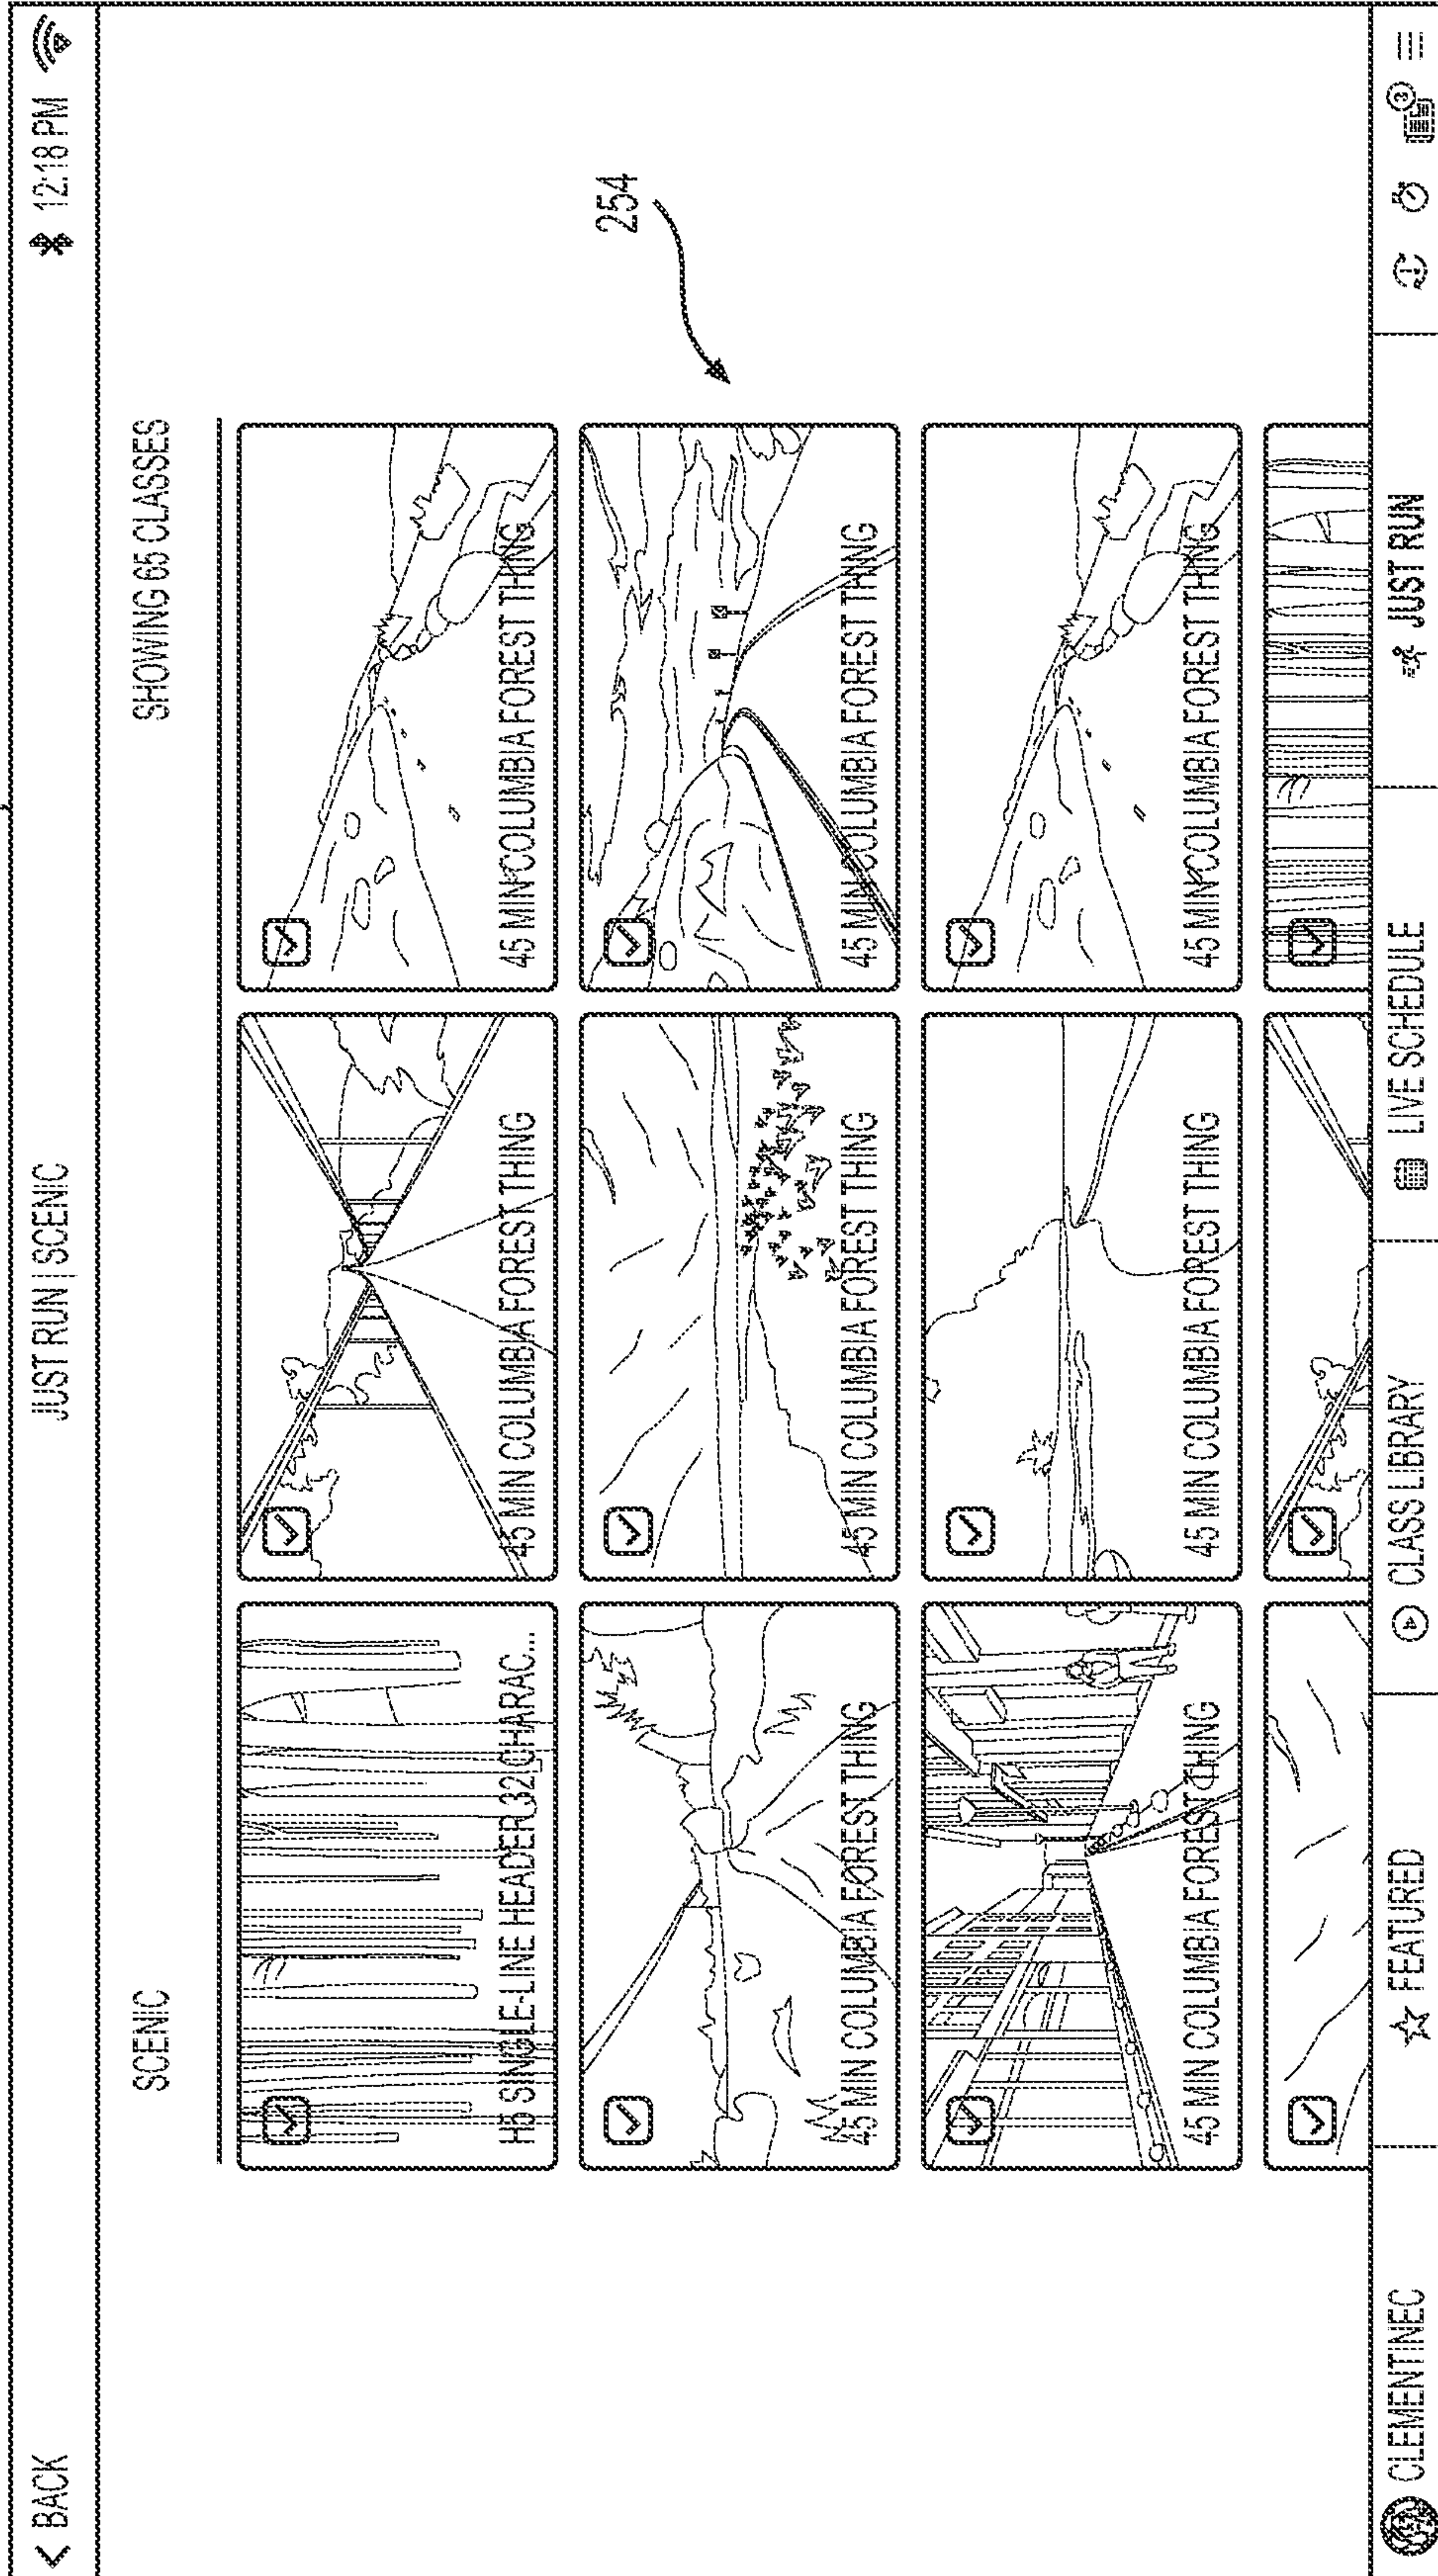 < BACK
JUST RUN | SCENIC
12:18 PM
SCENIC
SHOWING 65 CLASSES
H5 SINGLE-LINE HEADER 32 CHARAC...
45 MIN COLUMBIA FOREST THING
45 MIN COLUMBIA FOREST THING
45 MIN COLUMBIA FOREST THING
45 MIN COLUMBIA FOREST THING
45 MIN COLUMBIA FOREST THING
254
45 MIN COLUMBIA FOREST THING
45 MIN COLUMBIA FOREST THING
45 MIN COLUMBIA FOREST THING
CLEMENTINEC
FEATURED
CLASS LIBRARY
LIVE SCHEDULE
JUST RUN
3